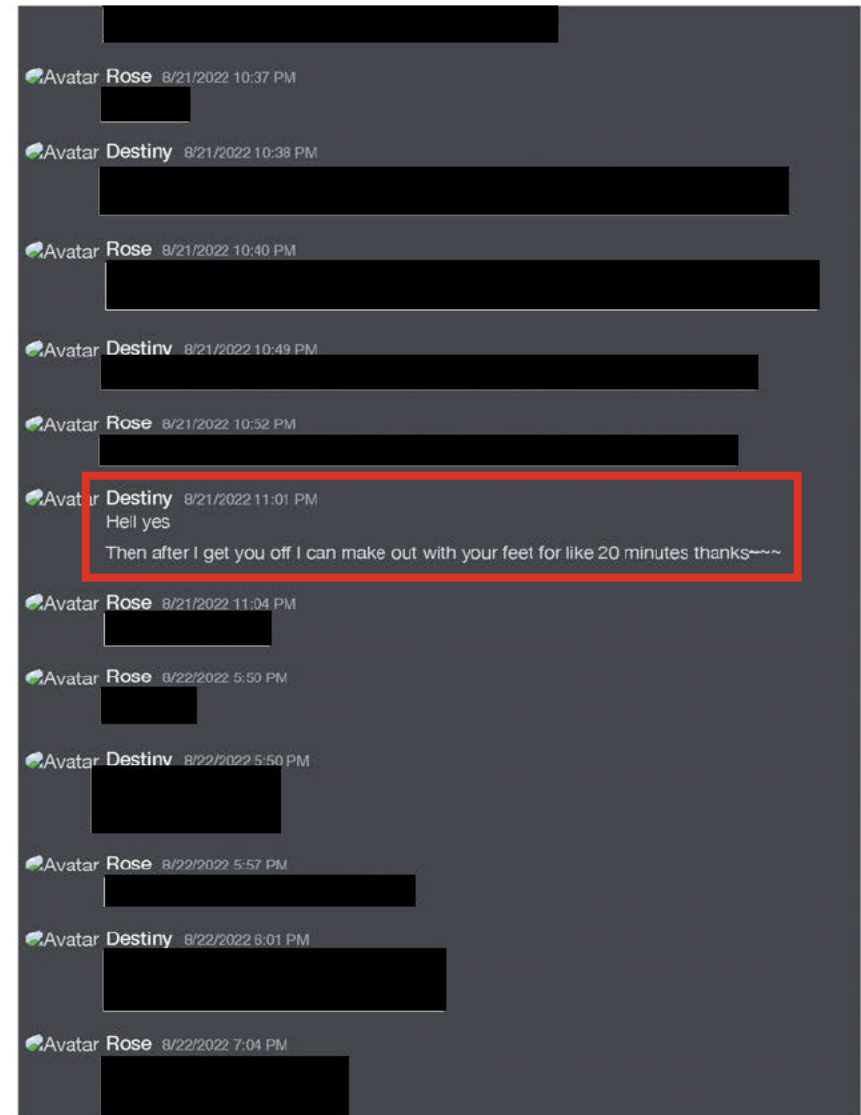 Avatar Rose 8/21/2022 10:37 PM
Avatar Destiny 8/21/2022 10:38 PM
Avatar Rose 8/21/2022 10:40 PM
Avatar Destiny 8/21/2022 10:49 PM
Avatar Rose 8/21/2022 10:52 PM
Avatar Destiny 8/21/2022 11:01 PM
Hell yes
Then after I get you off I can make out with your feet for like 20 minutes thanks~~~
Avatar Rose 8/21/2022 11:04 PM
Avatar Rose 8/22/2022 5:50 PM
Avatar Destiny 8/22/2022 5:50 PM
Avatar Rose 8/22/2022 5:57 PM
Avatar Destiny 8/22/2022 6:01 PM
Avatar Rose 8/22/2022 7:04 PM